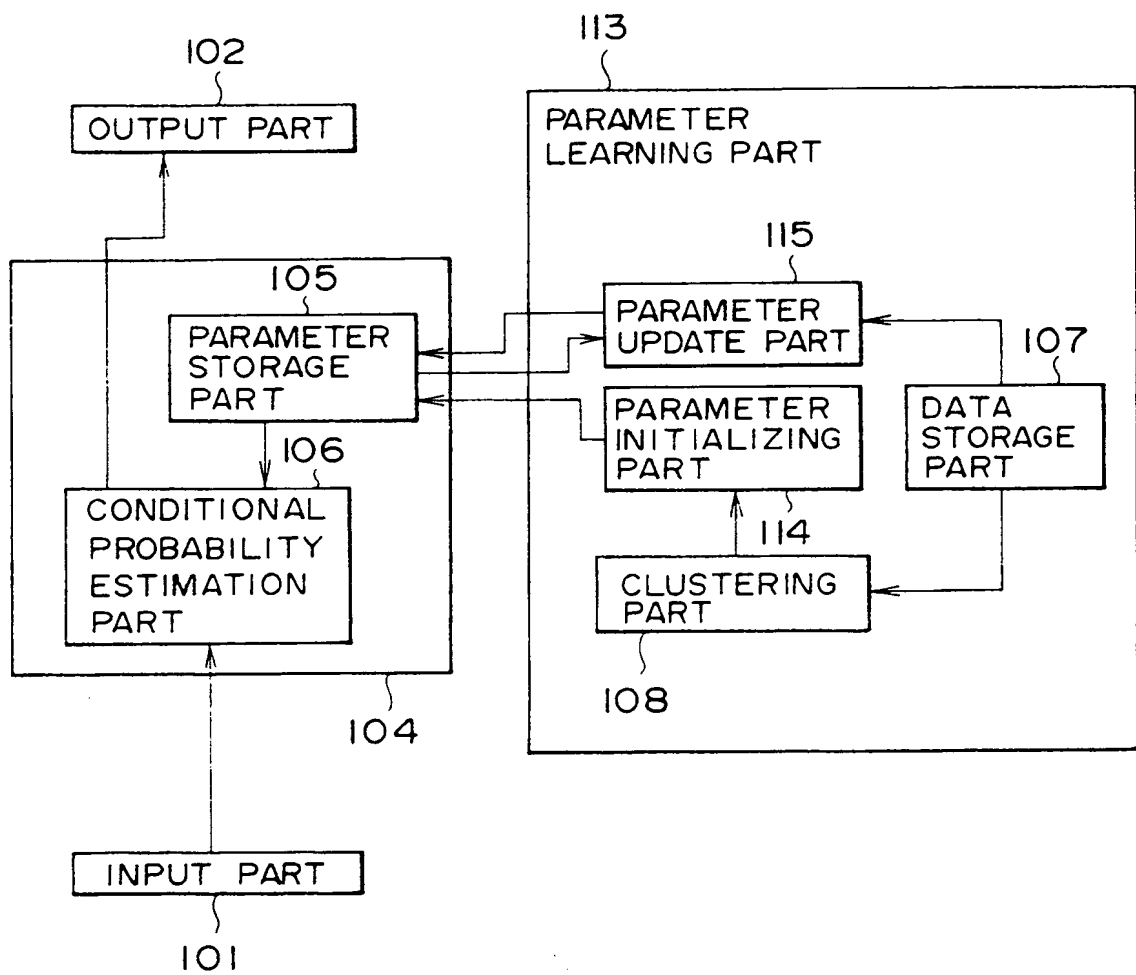 102
OUTPUT PART
113
PARAMETER
LEARNING PART
105
PARAMETER
STORAGE
PART
115
PARAMETER
UPDATE PART
107
DATA
STORAGE
PART
PARAMETER
INITIALIZING
PART
114
106
CONDITIONAL
PROBABILITY
ESTIMATION
PART
CLUSTERING
PART
108
104
INPUT PART
101